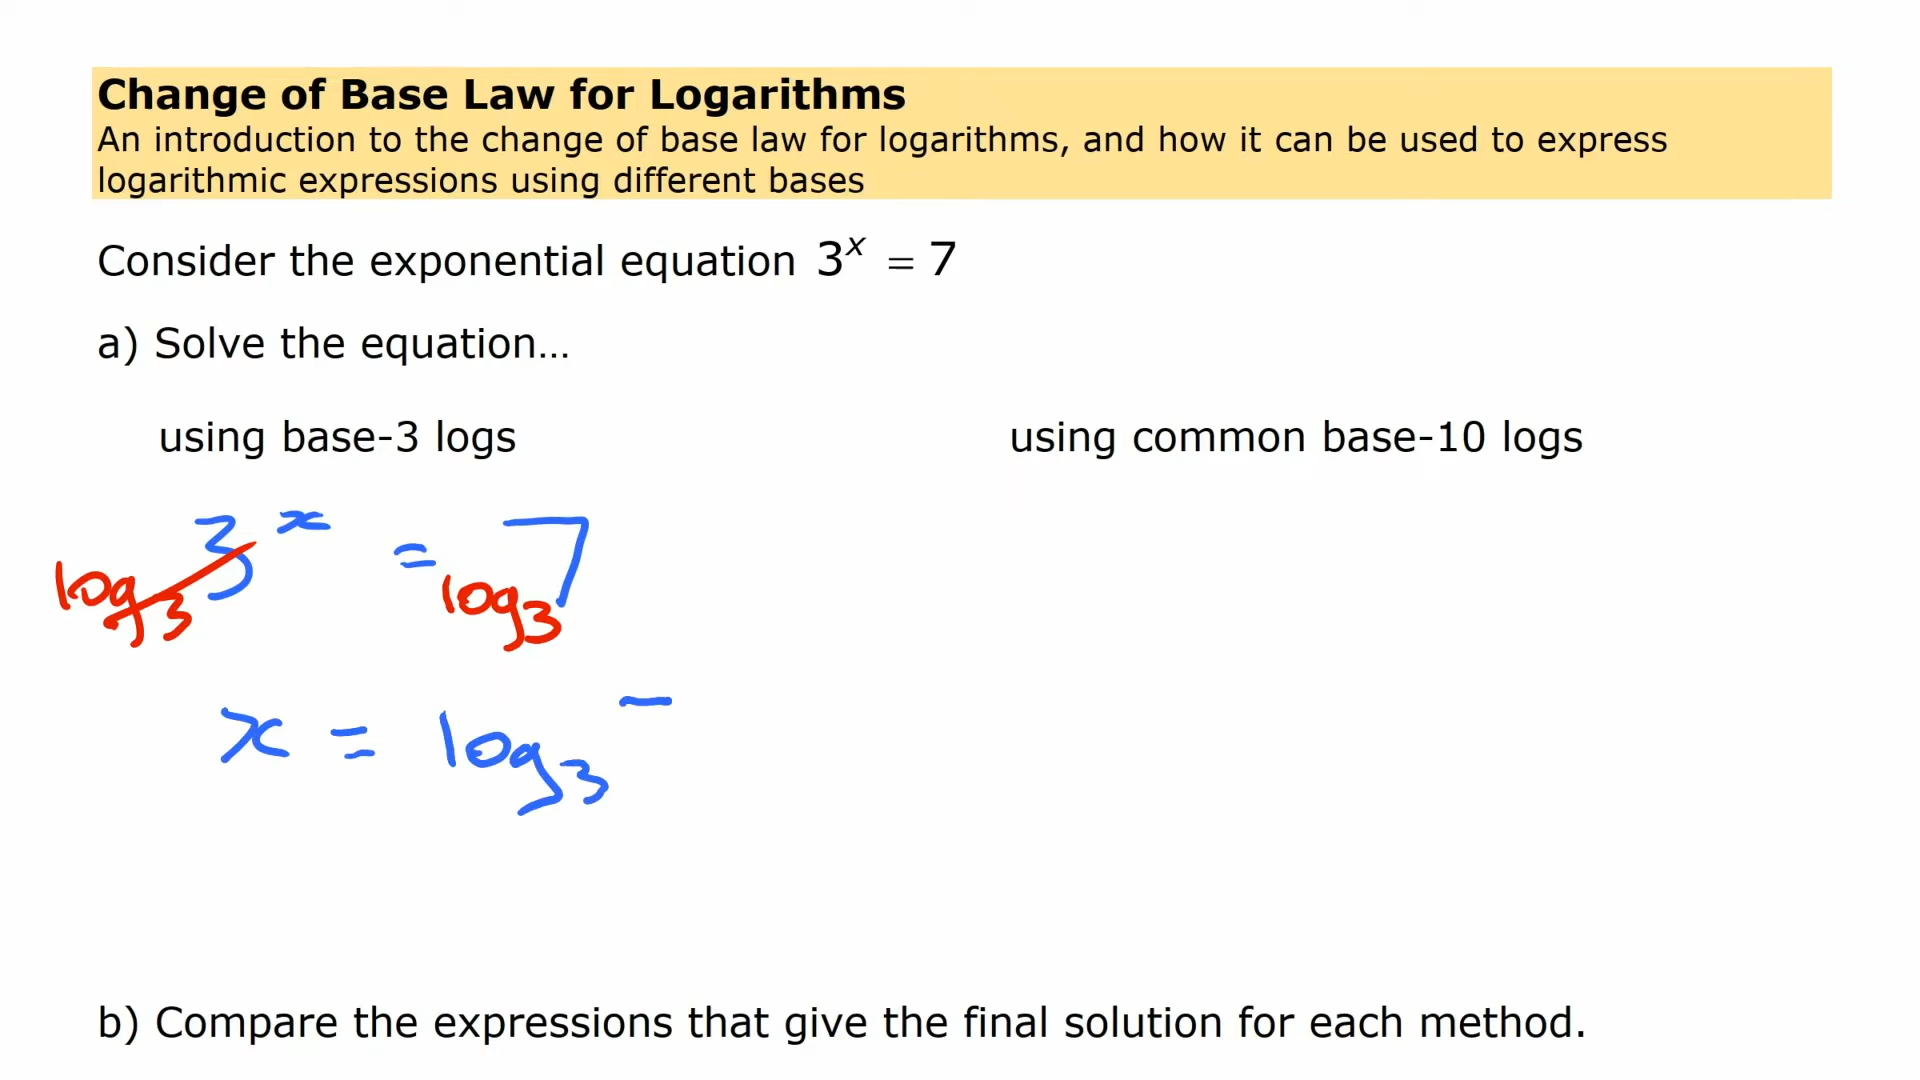 Change of Base Law for Logarithms
An introduction to the change of base law for logarithms, and how it can be used to express
logarithmic expressions using different bases
Consider the exponential equation 3ˣ = 7
a) Solve the equation...
using base-3 logs
using common base-10 logs
log₃ 3ˣ = log₃ 7
x = log₃
b) Compare the expressions that give the final solution for each method.